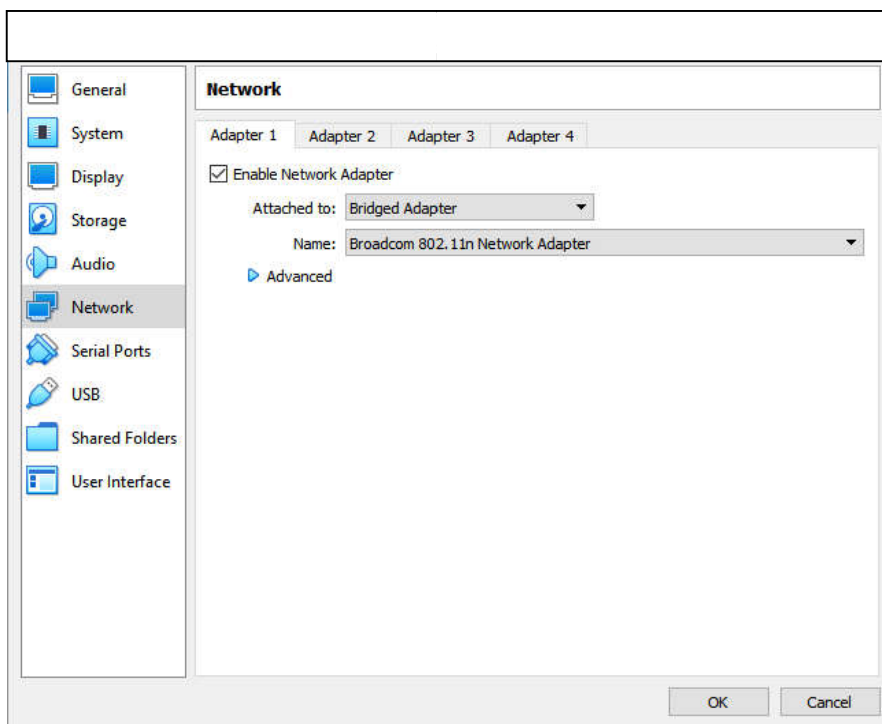 General
System
Display
Storage
Audio
Network
Serial Ports
USB
Shared Folders
User Interface
Network
Adapter 1 Adapter 2 Adapter 3 Adapter 4
Enable Network Adapter
Attached to: Bridged Adapter
Name: Broadcom 802.11n Network Adapter
Advanced
OK Cancel